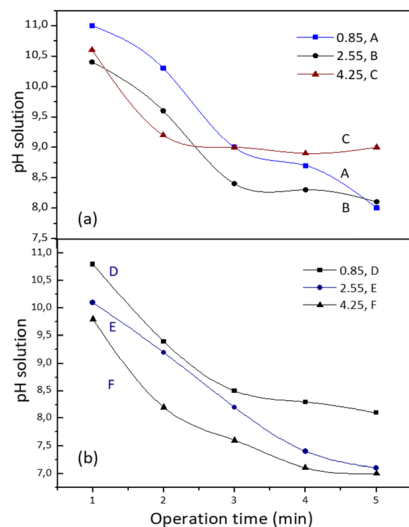 11,0
10,5
10,0
9,5
9,0
8,5
8,0
7,5
pH solution
0.85, A
2.55, B
4.25, C
C
A
B
(a)
11,0
10,5
10,0
9,5
9,0
8,5
8,0
7,5
7,0
pH solution
0.85, D
2.55, E
4.25, F
D
E
F
(b)
1 2 3 4 5
Operation time (min)